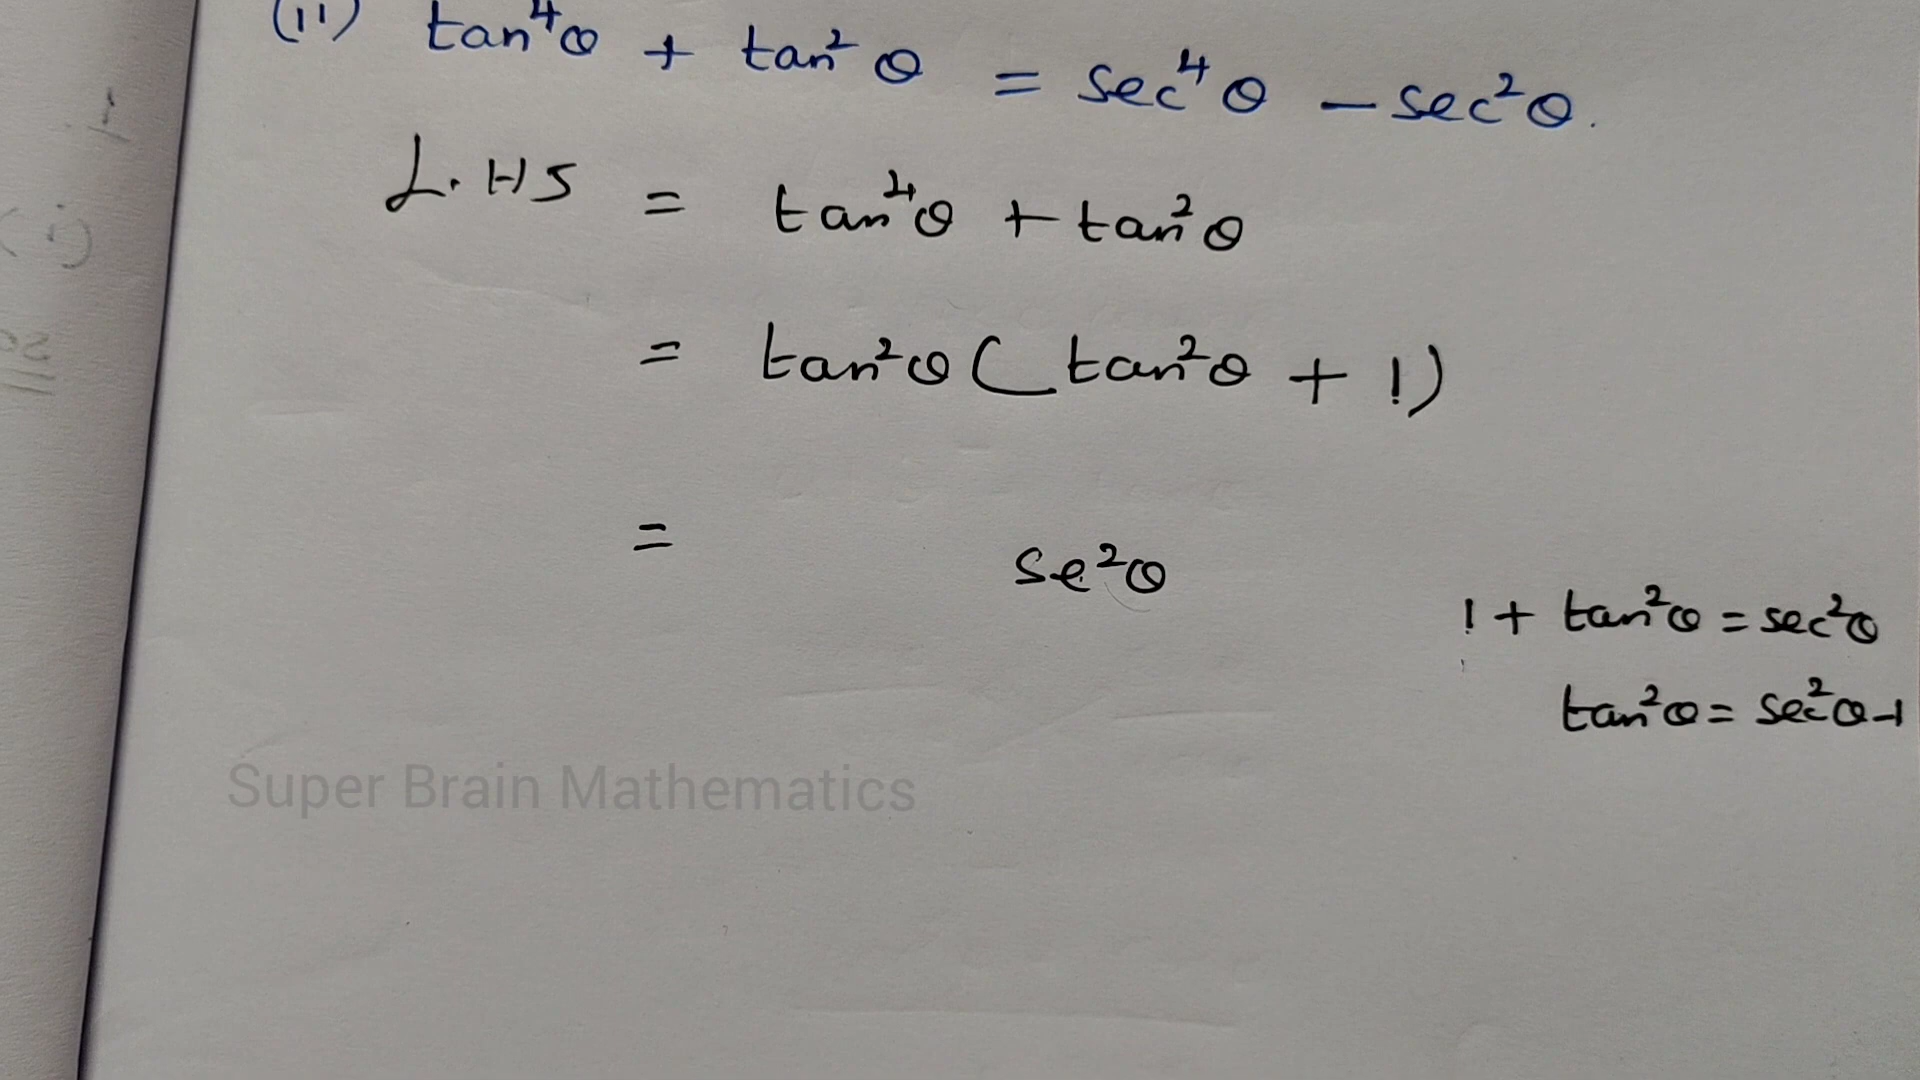 (ii) tan⁴θ + tan²θ = sec⁴θ – sec²θ.
L.HS = tan⁴θ + tan²θ
= tan²θ ( tan²θ + 1)
= se²θ
1 + tan²θ = sec²θ
tan²θ = sec²θ-1
Super Brain Mathematics